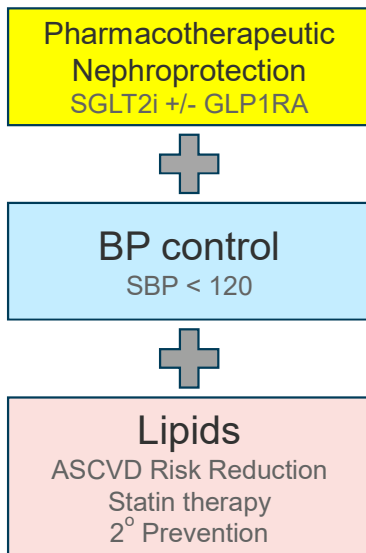 Pharmacotherapeutic
Nephroprotection
SGLT2i +/- GLP1RA
BP control
SBP < 120
Lipids
ASCVD Risk Reduction
Statin therapy
2° Prevention